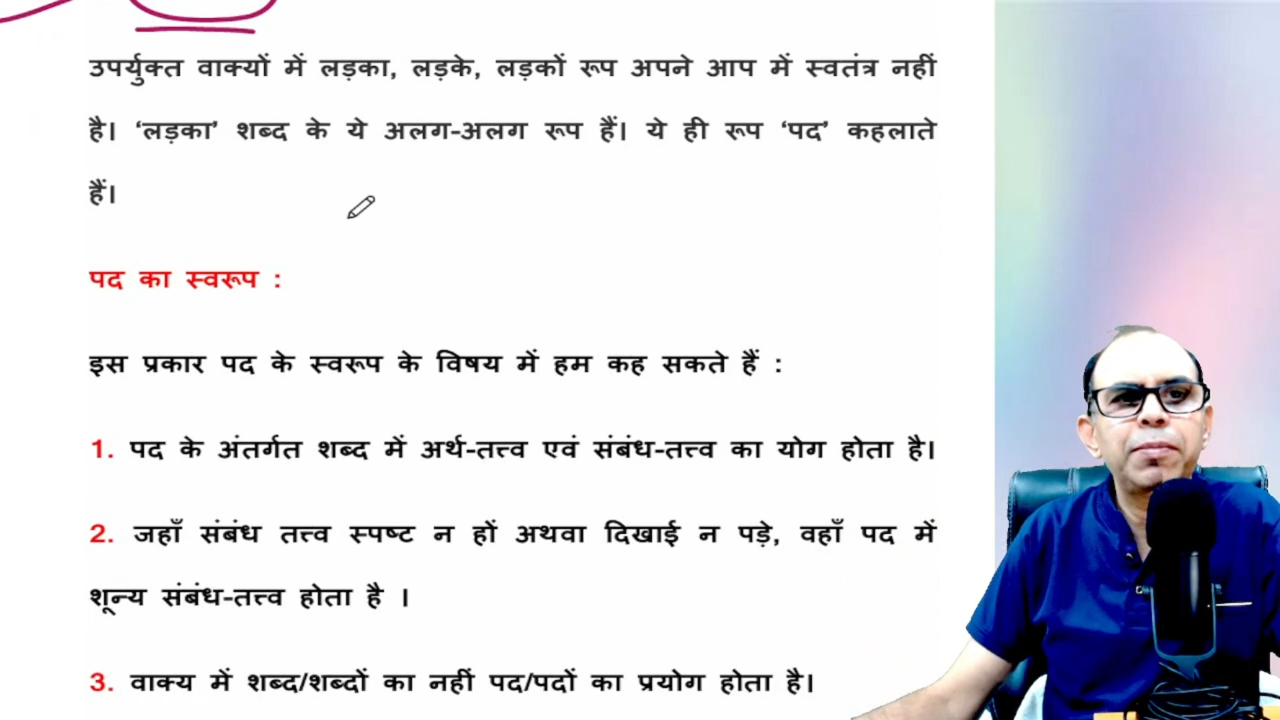 उपर्युक्त वाक्यों में लड़का, लड़के, लड़कों रूप अपने आप में स्वतंत्र नहीं
है। ‘लड़का’ शब्द के ये अलग-अलग रूप हैं। ये ही रूप ‘पद’ कहलाते
हैं।
पद का स्वरूप :
इस प्रकार पद के स्वरूप के विषय में हम कह सकते हैं :
1. पद के अंतर्गत शब्द में अर्थ-तत्त्व एवं संबंध-तत्त्व का योग होता है।
2. जहाँ संबंध तत्त्व स्पष्ट न हों अथवा दिखाई न पड़े, वहाँ पद में
शून्य संबंध-तत्त्व होता है ।
3. वाक्य में शब्द/शब्दों का नहीं पद/पदों का प्रयोग होता है।